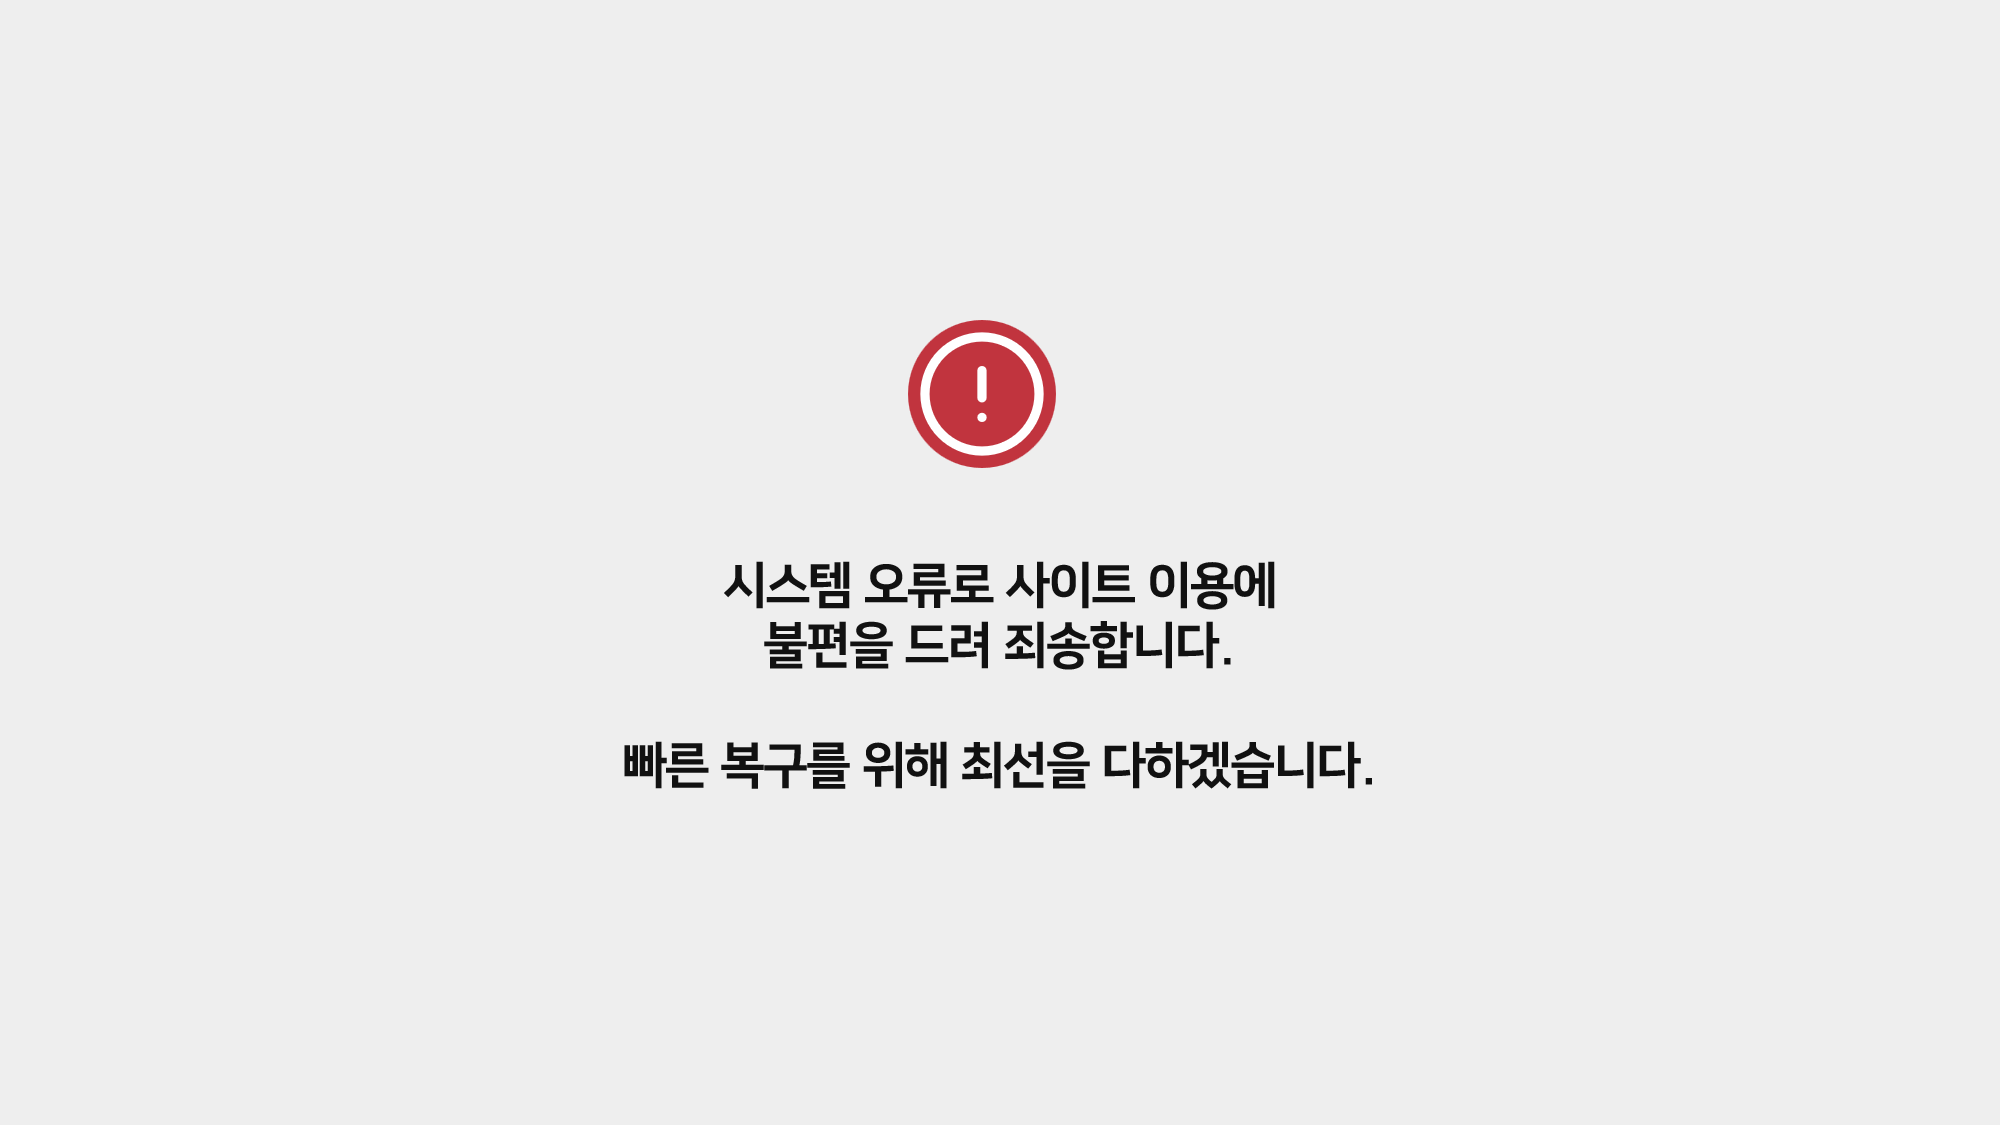 시스템 오류로 사이트 이용에
불편을 드려 죄송합니다.
빠른 복구를 위해 최선을 다하겠습니다.